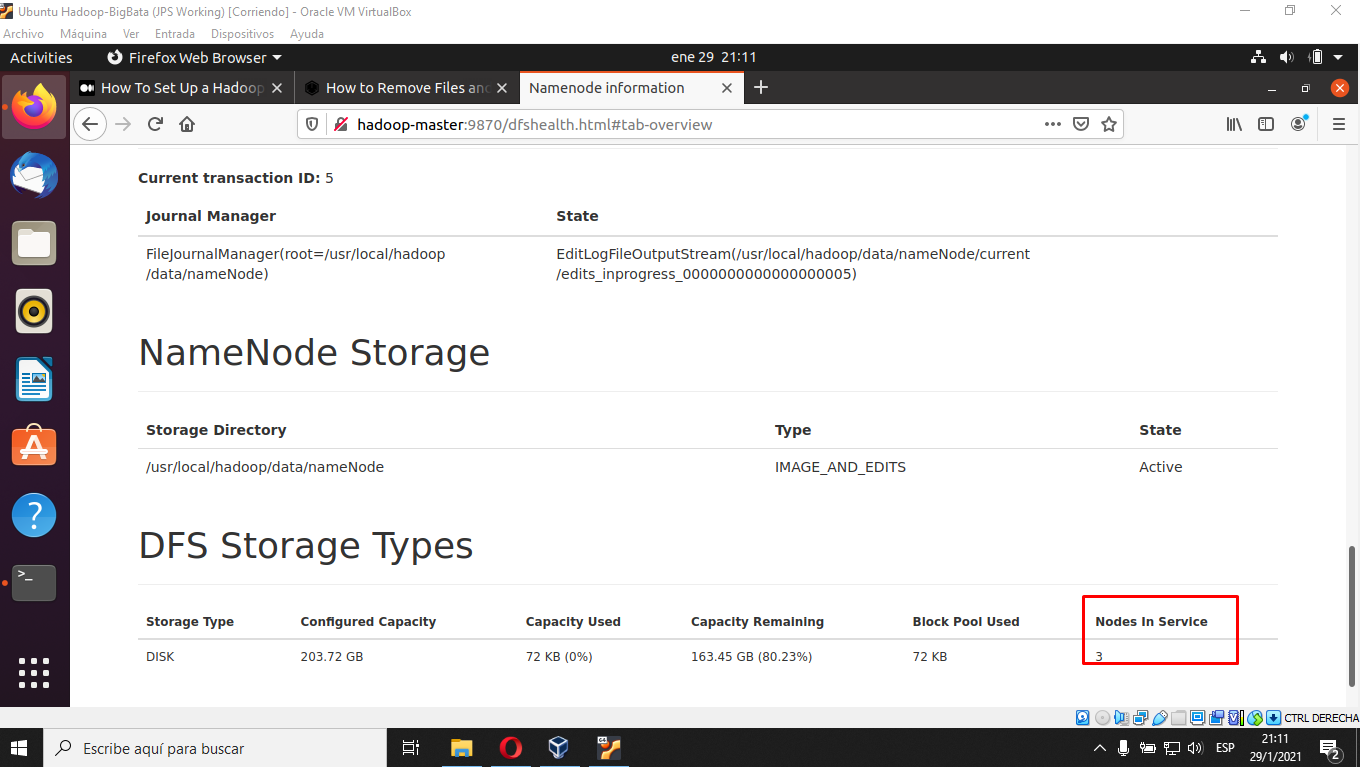 Ubuntu Hadoop-BigBata (JPS Working) [Corriendo] - Oracle VM VirtualBox
Archivo Máquina Ver Entrada Dispositivos Ayuda
Activities Firefox Web Browser ene 29 21:11
How To Set Up a Hadoop How to Remove Files and Namenode information
hadoop-master:9870/dfshealth.html#tab-overview
Current transaction ID: 5
Journal Manager State
FileJournalManager(root=/usr/local/hadoop EditLogFileOutputStream(/usr/local/hadoop/data/nameNode/current
/data/nameNode) /edits_inprogress_0000000000000000005)
NameNode Storage
Storage Directory Type State
/usr/local/hadoop/data/nameNode IMAGE_AND_EDITS Active
DFS Storage Types
Storage Type Configured Capacity Capacity Used Capacity Remaining Block Pool Used Nodes In Service
DISK 203.72 GB 72 KB (0%) 163.45 GB (80.23%) 72 KB 3
CTRL DERECHA
Escribe aquí para buscar ESP 21:11
29/1/2021 2